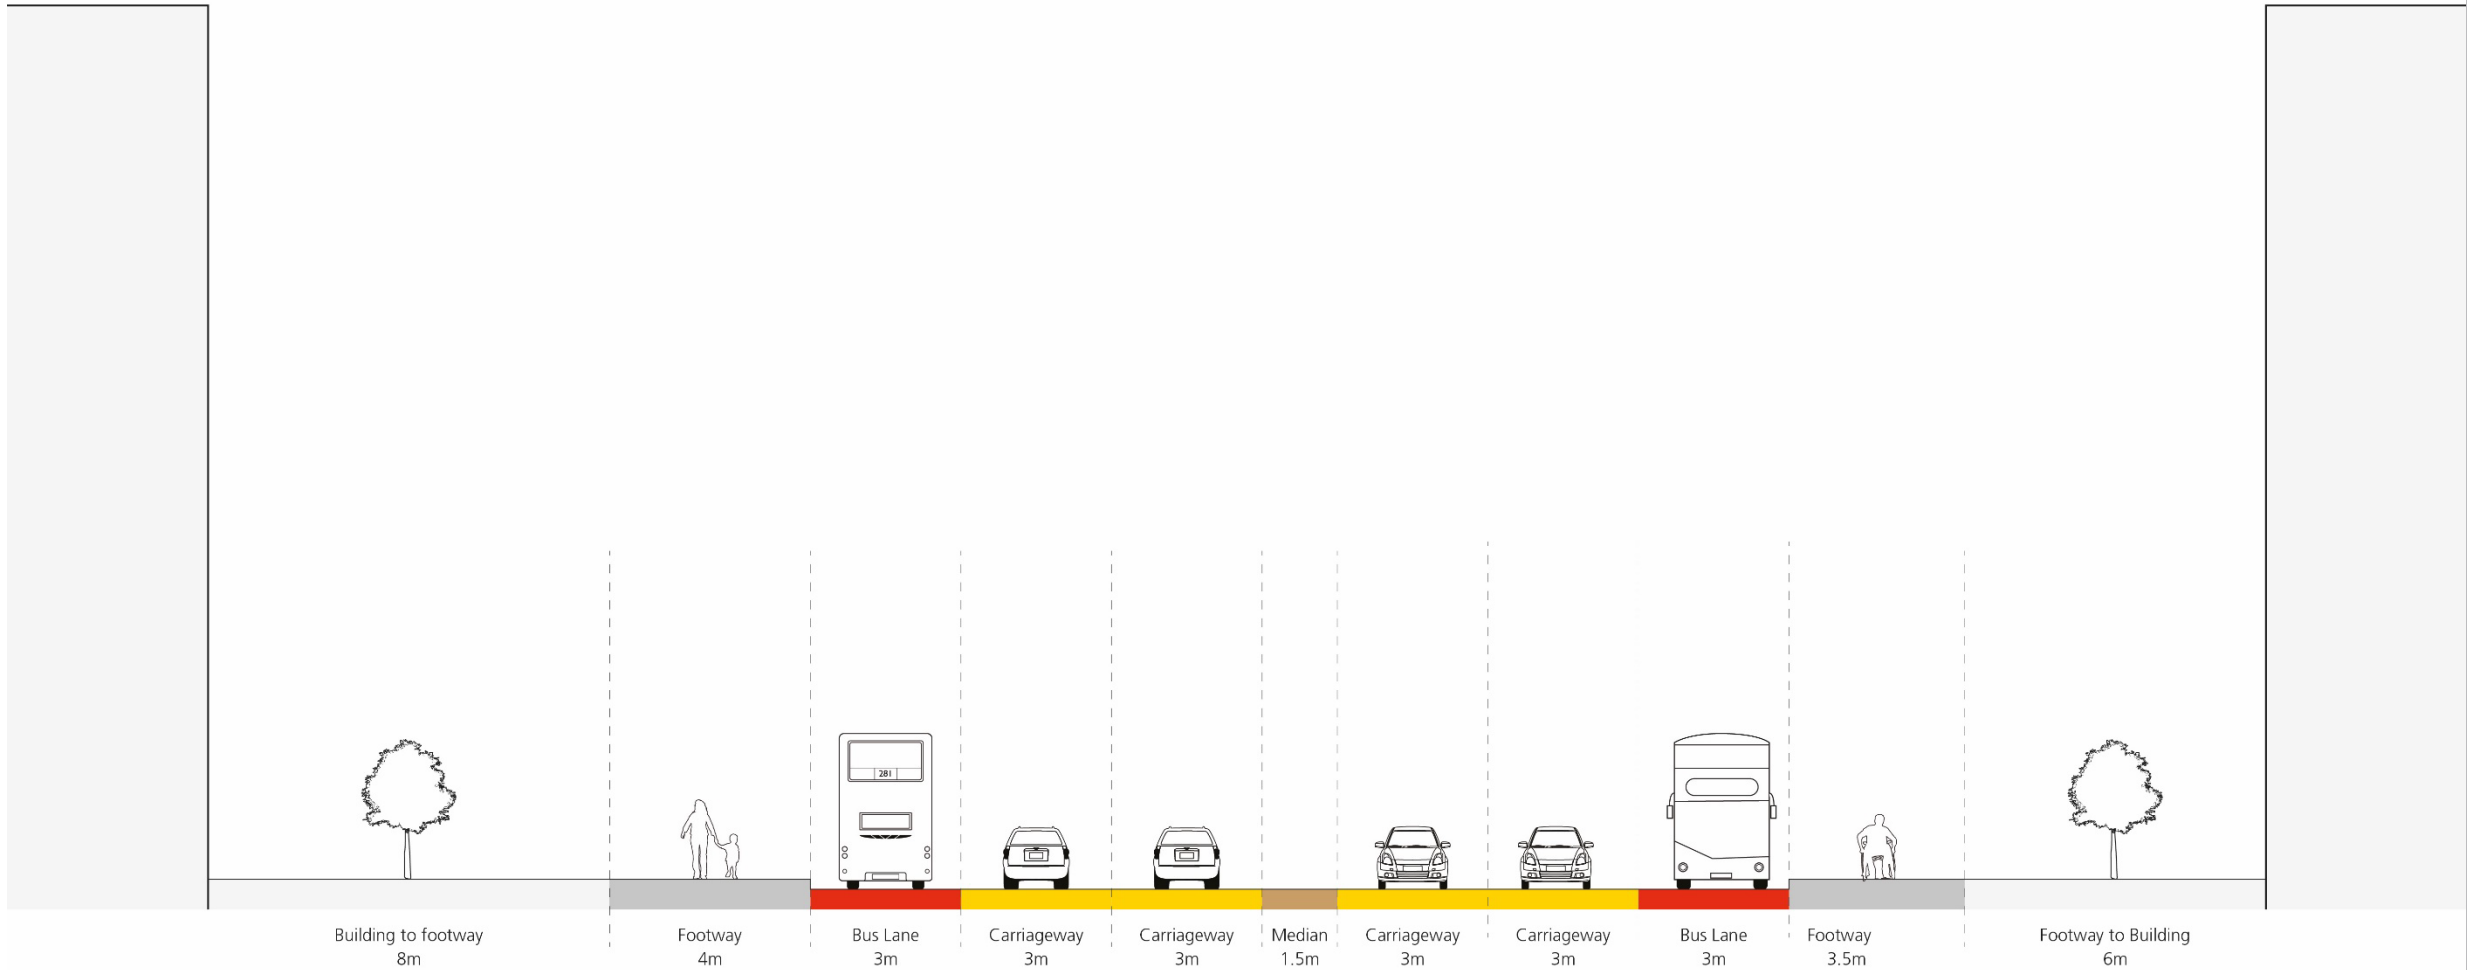 281
Building to footway
8m
Footway
4m
Bus Lane
3m
Carriageway
3m
Carriageway
3m
Median
1.5m
Carriageway
3m
Carriageway
3m
Bus Lane
3m
Footway
3.5m
Footway to Building
6m